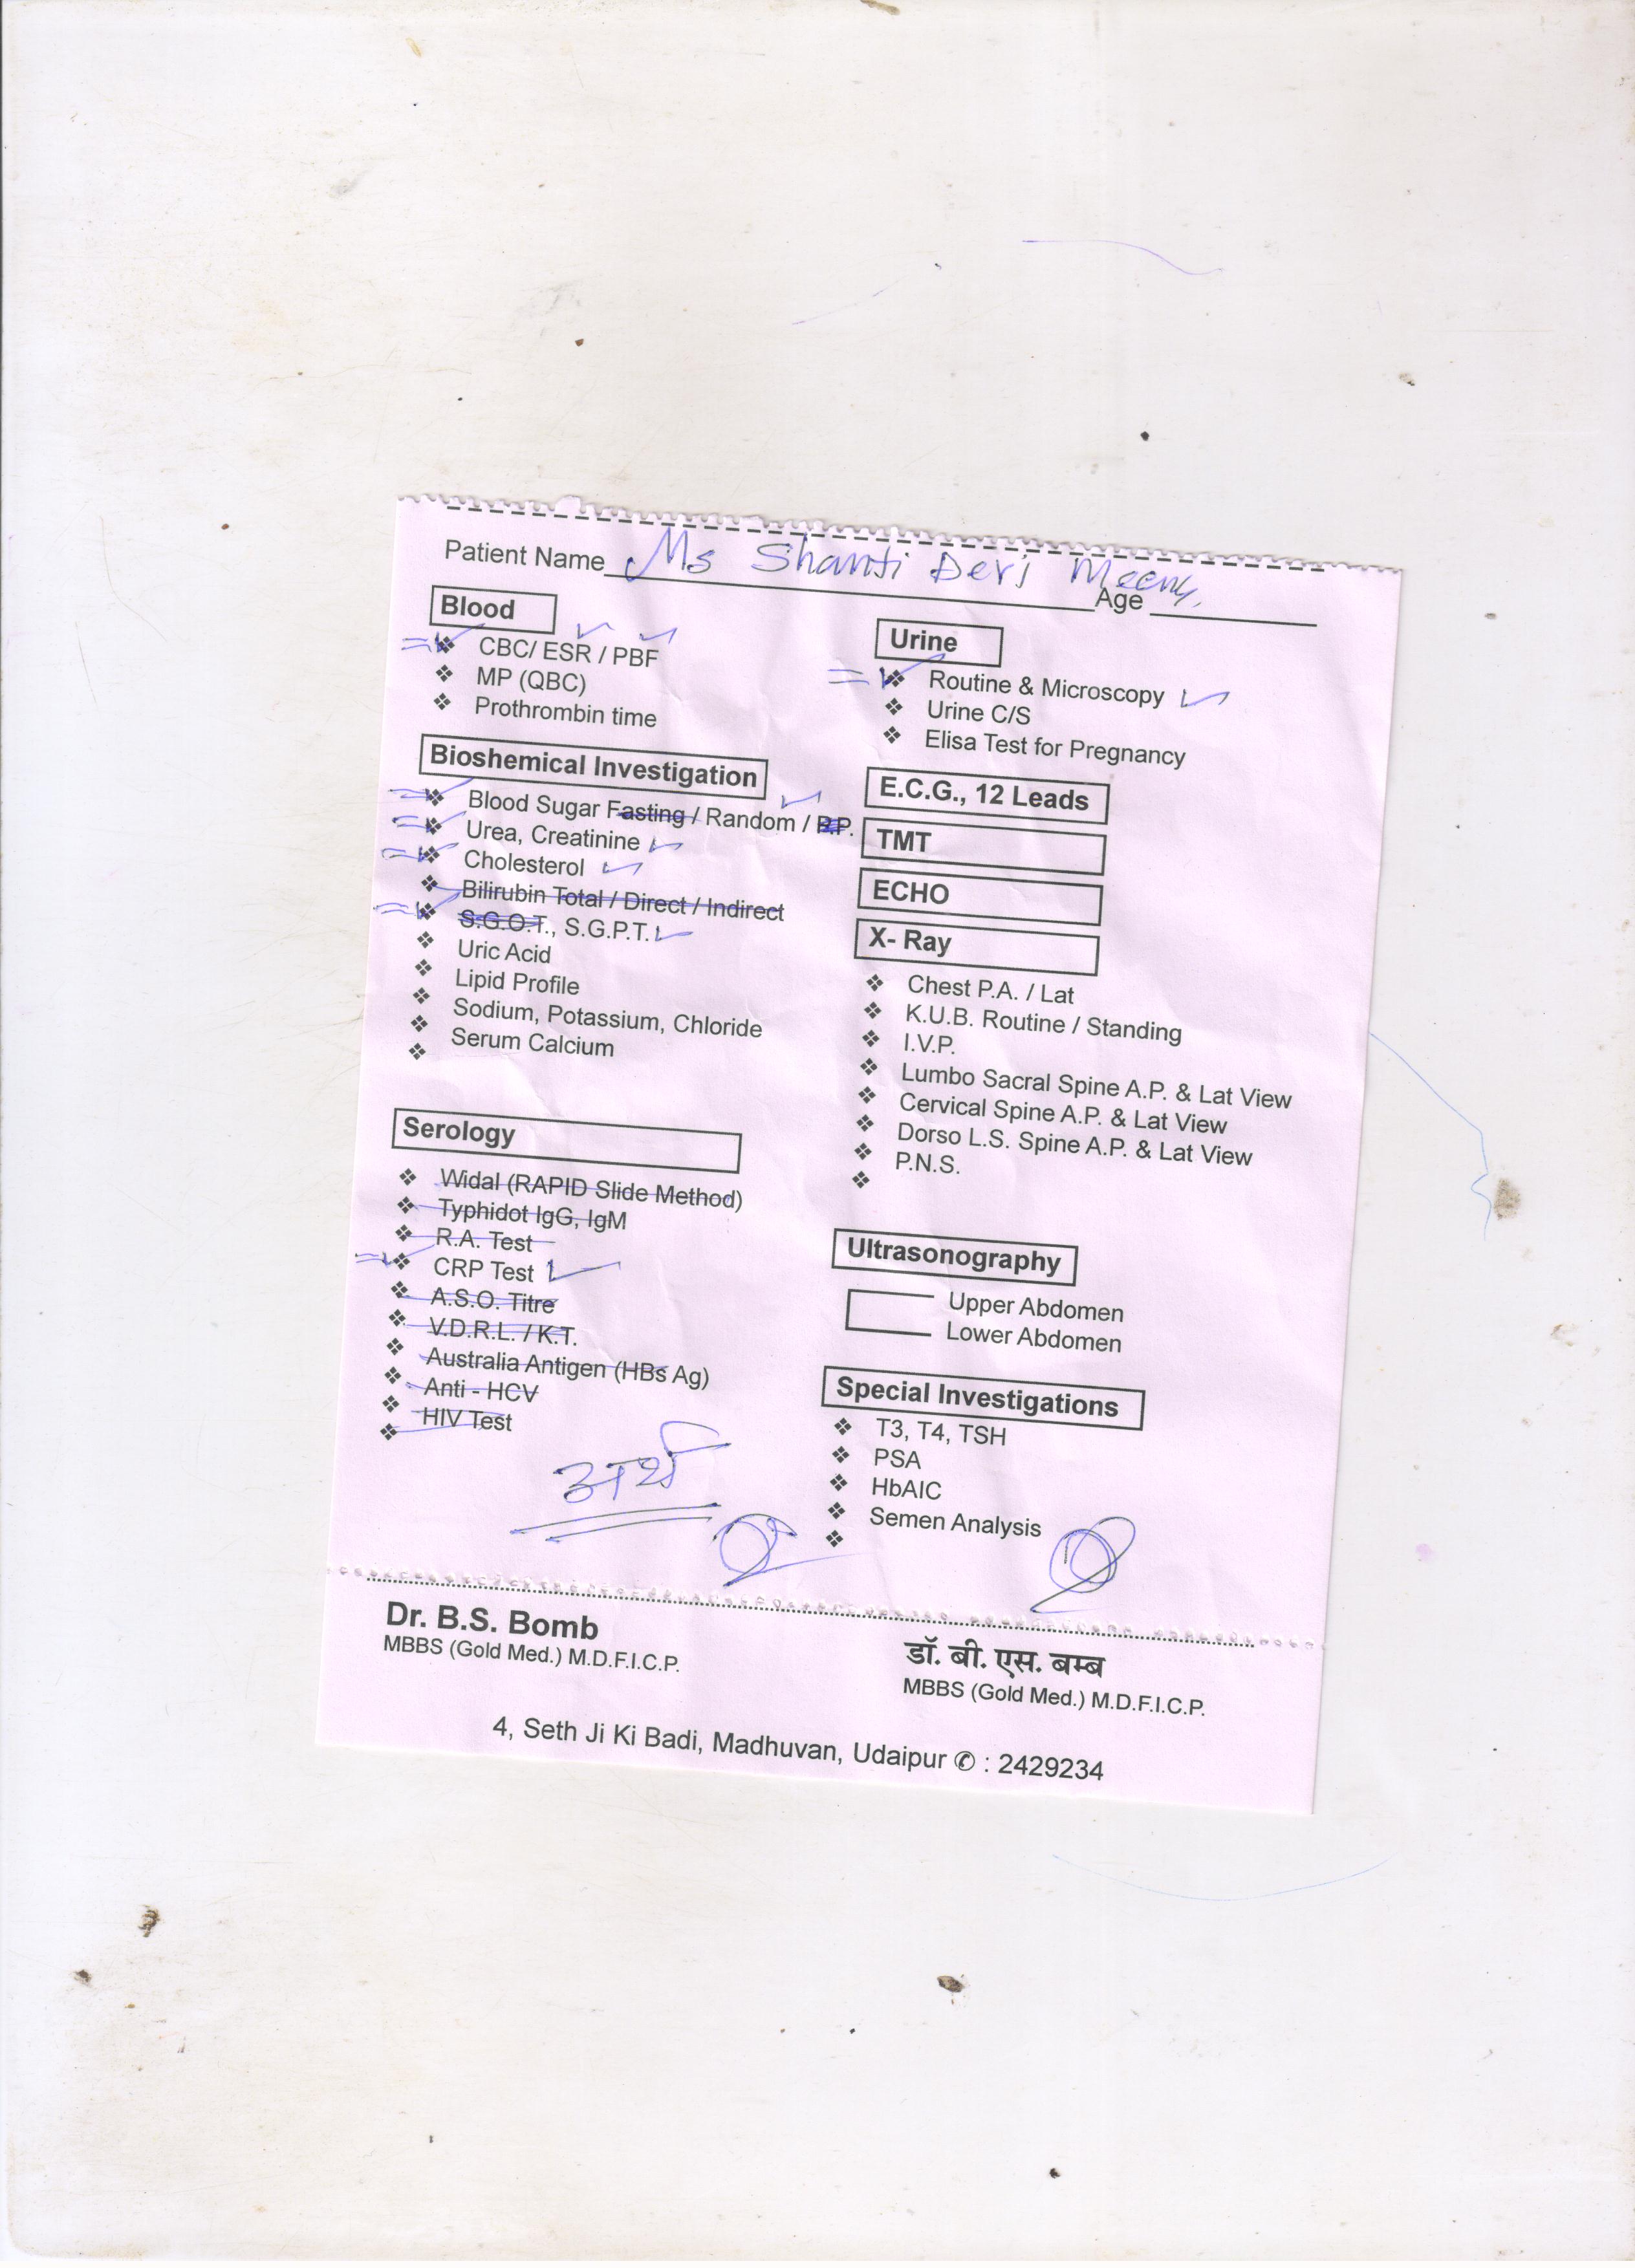 Patient Name Ms Shanti Devi Meena Age
Blood
CBC/ ESR / PBF
MP (QBC)
Prothrombin time
Bioshemical Investigation
Blood Sugar Fasting / Random / P.P.
Urea, Creatinine
Cholesterol
Bilirubin Total / Direct / Indirect
S.G.O.T., S.G.P.T.
Uric Acid
Lipid Profile
Sodium, Potassium, Chloride
Serum Calcium
Serology
Widal (RAPID Slide Method)
Typhidot IgG, IgM
R.A. Test
CRP Test
A.S.O. Titre
V.D.R.L. / K.T.
Australia Antigen (HBs Ag)
Anti - HCV
HIV Test
अर्थ
Urine
Routine & Microscopy
Urine C/S
Elisa Test for Pregnancy
E.C.G., 12 Leads
TMT
ECHO
X- Ray
Chest P.A. / Lat
K.U.B. Routine / Standing
I.V.P.
Lumbo Sacral Spine A.P. & Lat View
Cervical Spine A.P. & Lat View
Dorso L.S. Spine A.P. & Lat View
P.N.S.
Ultrasonography
Upper Abdomen
Lower Abdomen
Special Investigations
T3, T4, TSH
PSA
HbAIC
Semen Analysis
Dr. B.S. Bomb
MBBS (Gold Med.) M.D.F.I.C.P.
डॉ. बी. एस. बम्ब
MBBS (Gold Med.) M.D.F.I.C.P.
4, Seth Ji Ki Badi, Madhuvan, Udaipur ✆ : 2429234